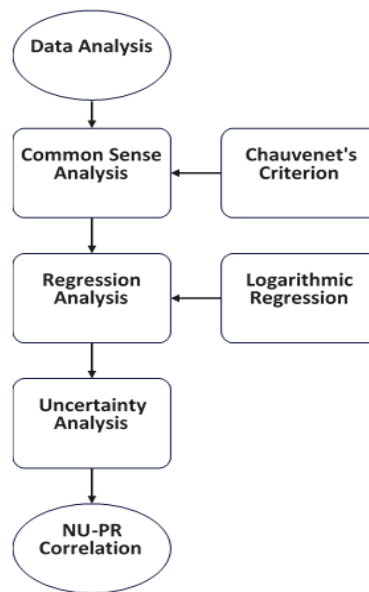 Data Analysis
Common Sense
Analysis
Chauvenet's
Criterion
Regression
Analysis
Logarithmic
Regression
Uncertainty
Analysis
NU-PR
Correlation